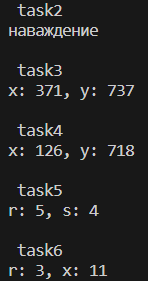 task2
наваждение
task3
x: 371, y: 737
task4
x: 126, y: 718
task5
r: 5, s: 4
task6
r: 3, x: 11